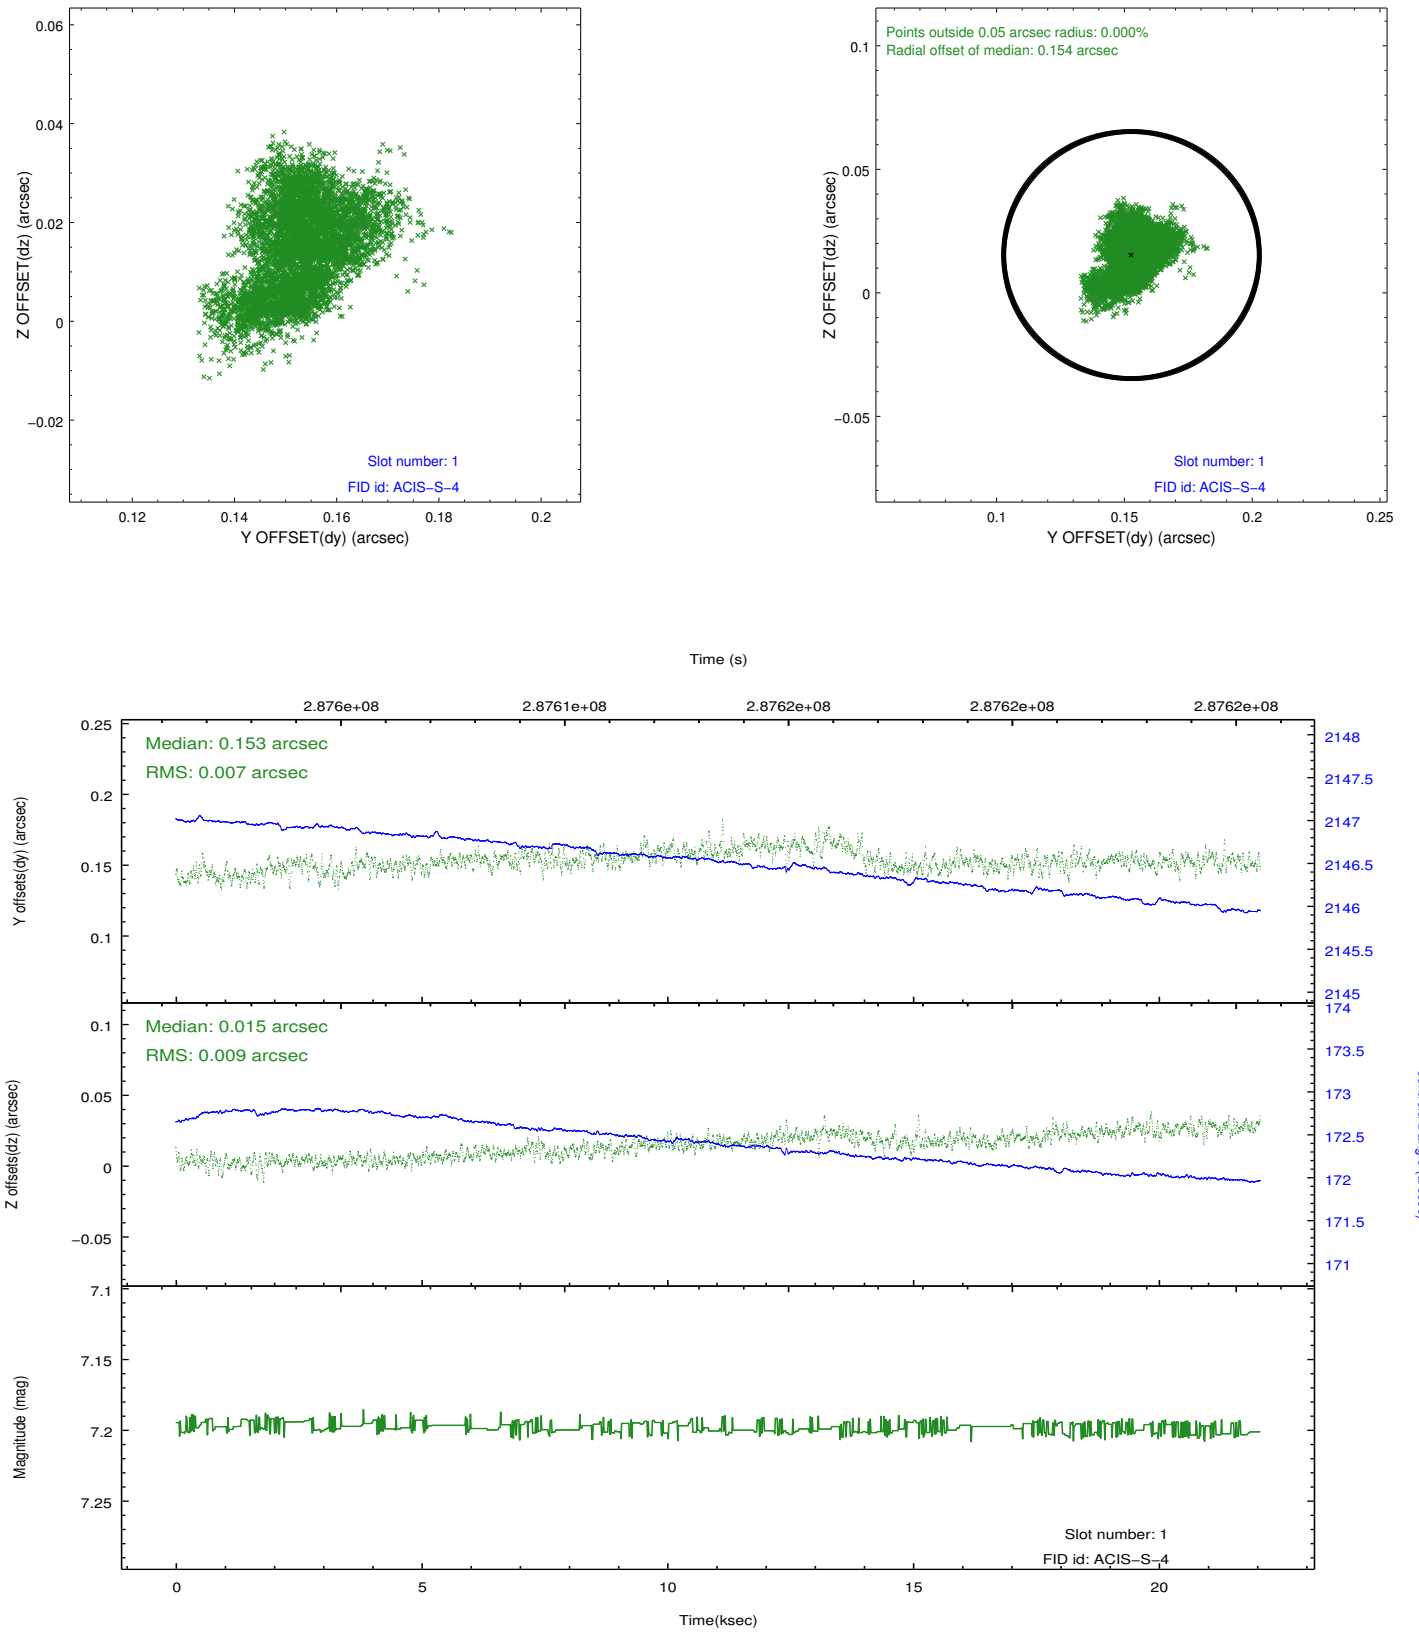 0.06
0.04
0.02
0
−0.02
Z OFFSET(dz) (arcsec)
Slot number: 1
FID id: ACIS−S−4
0.12 0.14 0.16 0.18 0.2
Y OFFSET(dy) (arcsec)
Points outside 0.05 arcsec radius: 0.000%
Radial offset of median: 0.154 arcsec
0.1
0.05
0
−0.05
Z OFFSET(dz) (arcsec)
Slot number: 1
FID id: ACIS−S−4
0.1 0.15 0.2 0.25
Y OFFSET(dy) (arcsec)
Time (s)
2.876e+08 2.8761e+08 2.8762e+08 2.8762e+08 2.8762e+08
0.25
0.2
0.15
0.1
Y offsets(dy) (arcsec)
Median: 0.153 arcsec
RMS: 0.007 arcsec
2148
2147.5
2147
2146.5
2146
2145.5
2145
0.1
0.05
0
−0.05
Z offsets(dz) (arcsec)
Median: 0.015 arcsec
RMS: 0.009 arcsec
174
173.5
173
172.5
172
171.5
171
7.1
7.15
7.2
7.25
Magnitude (mag)
Slot number: 1
FID id: ACIS−S−4
0 5 10 15 20
Time(ksec)